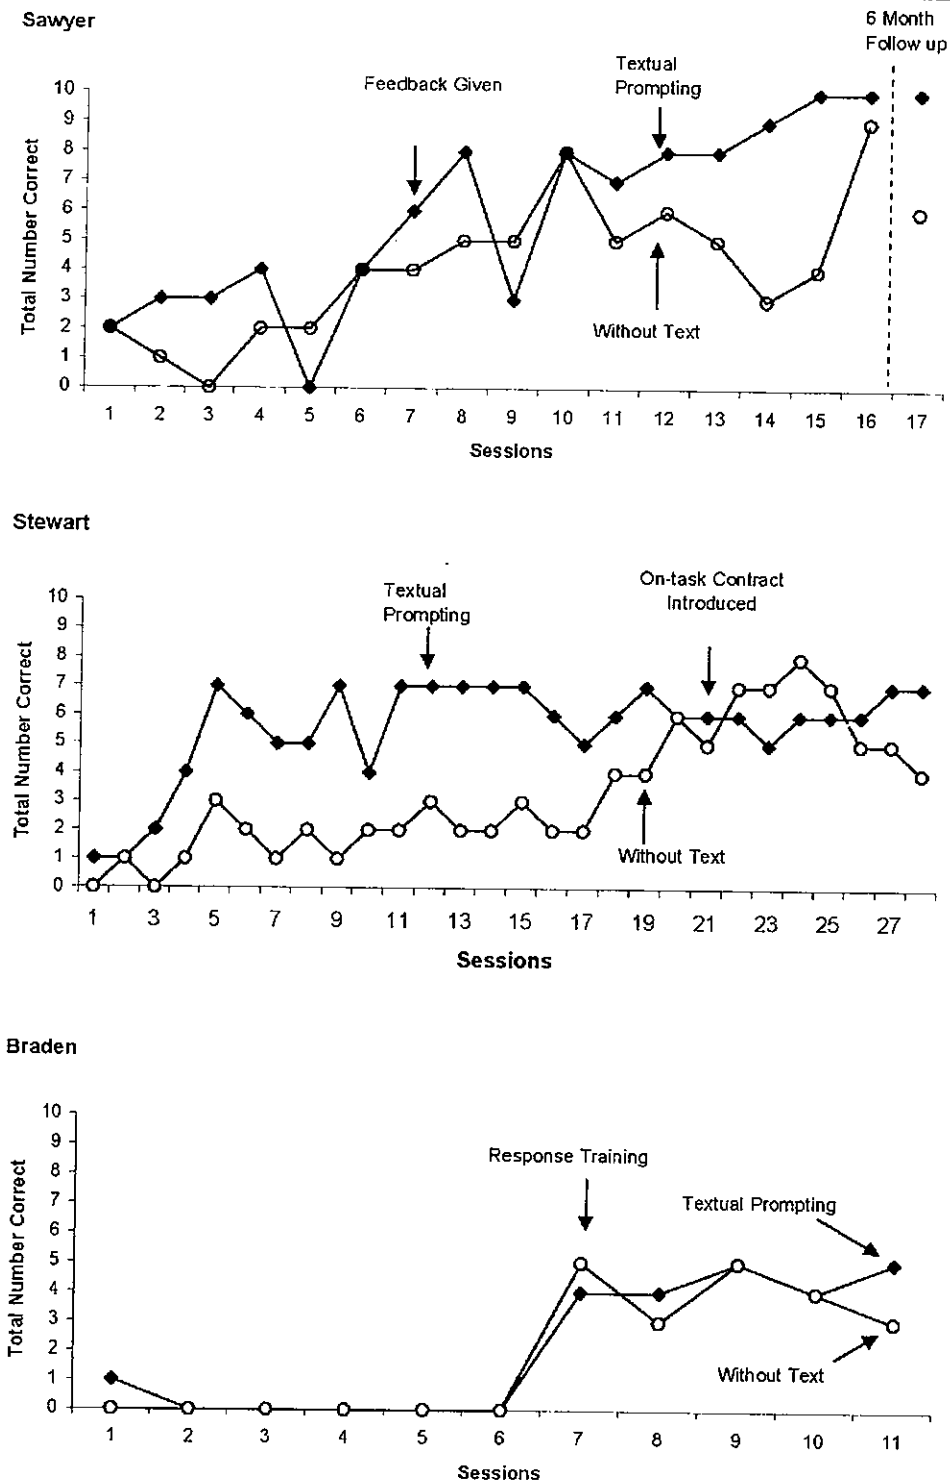 Sawyer
6 Month
Follow up
Feedback Given
Textual
Prompting
10
9
8
7
6
5
4
3
2
1
0
Total Number Correct
Without Text
1 2 3 4 5 6 7 8 9 10 11 12 13 14 15 16 17
Sessions
Stewart
Textual
Prompting
On-task Contract
Introduced
10
9
8
7
6
5
4
3
2
1
0
Total Number Correct
Without Text
1 3 5 7 9 11 13 15 17 19 21 23 25 27
Sessions
Braden
10
9
8
7
6
5
4
3
2
1
0
Total Number Correct
Response Training
Textual Prompting
Without Text
1 2 3 4 5 6 7 8 9 10 11
Sessions